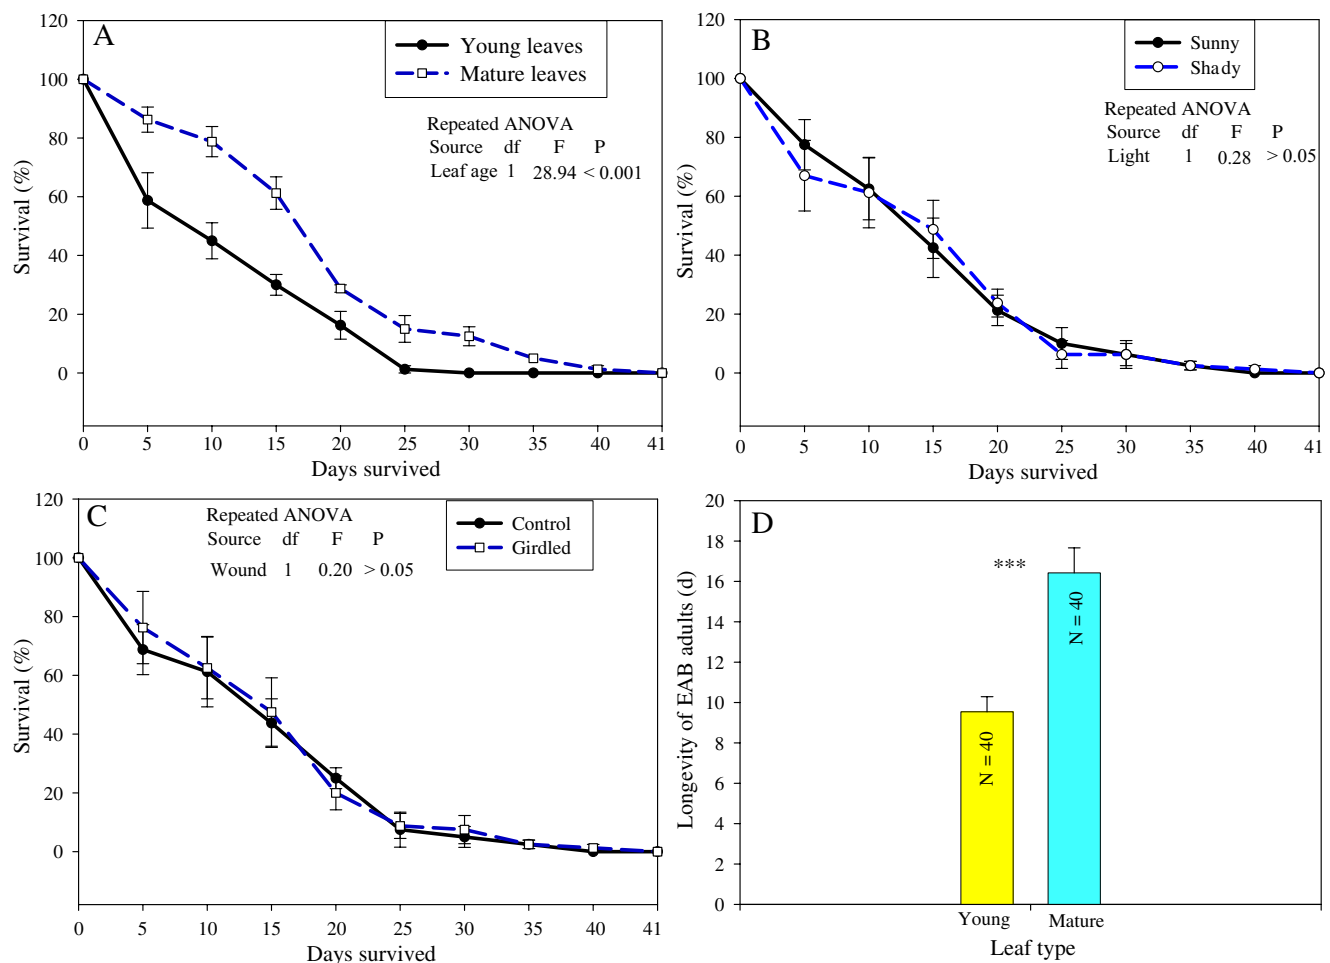 A
Young leaves
Mature leaves
Repeated ANOVA
Source df F P
Leaf age 1 28.94 < 0.001
120
100
80
60
40
20
0
Survival (%)
0 5 10 15 20 25 30 35 40 41
Days survived
B
Sunny
Shady
Repeated ANOVA
Source df F P
Light 1 0.28 > 0.05
120
100
80
60
40
20
0
Survival (%)
0 5 10 15 20 25 30 35 40 41
Days survived
C
Repeated ANOVA
Source df F P
Wound 1 0.20 > 0.05
Control
Girdled
120
100
80
60
40
20
0
Survival (%)
0 5 10 15 20 25 30 35 40 41
Days survived
D
20
18
16
14
12
10
8
6
4
2
0
Longevity of EAB adults (d)
***
N = 40
N = 40
Young Mature
Leaf type